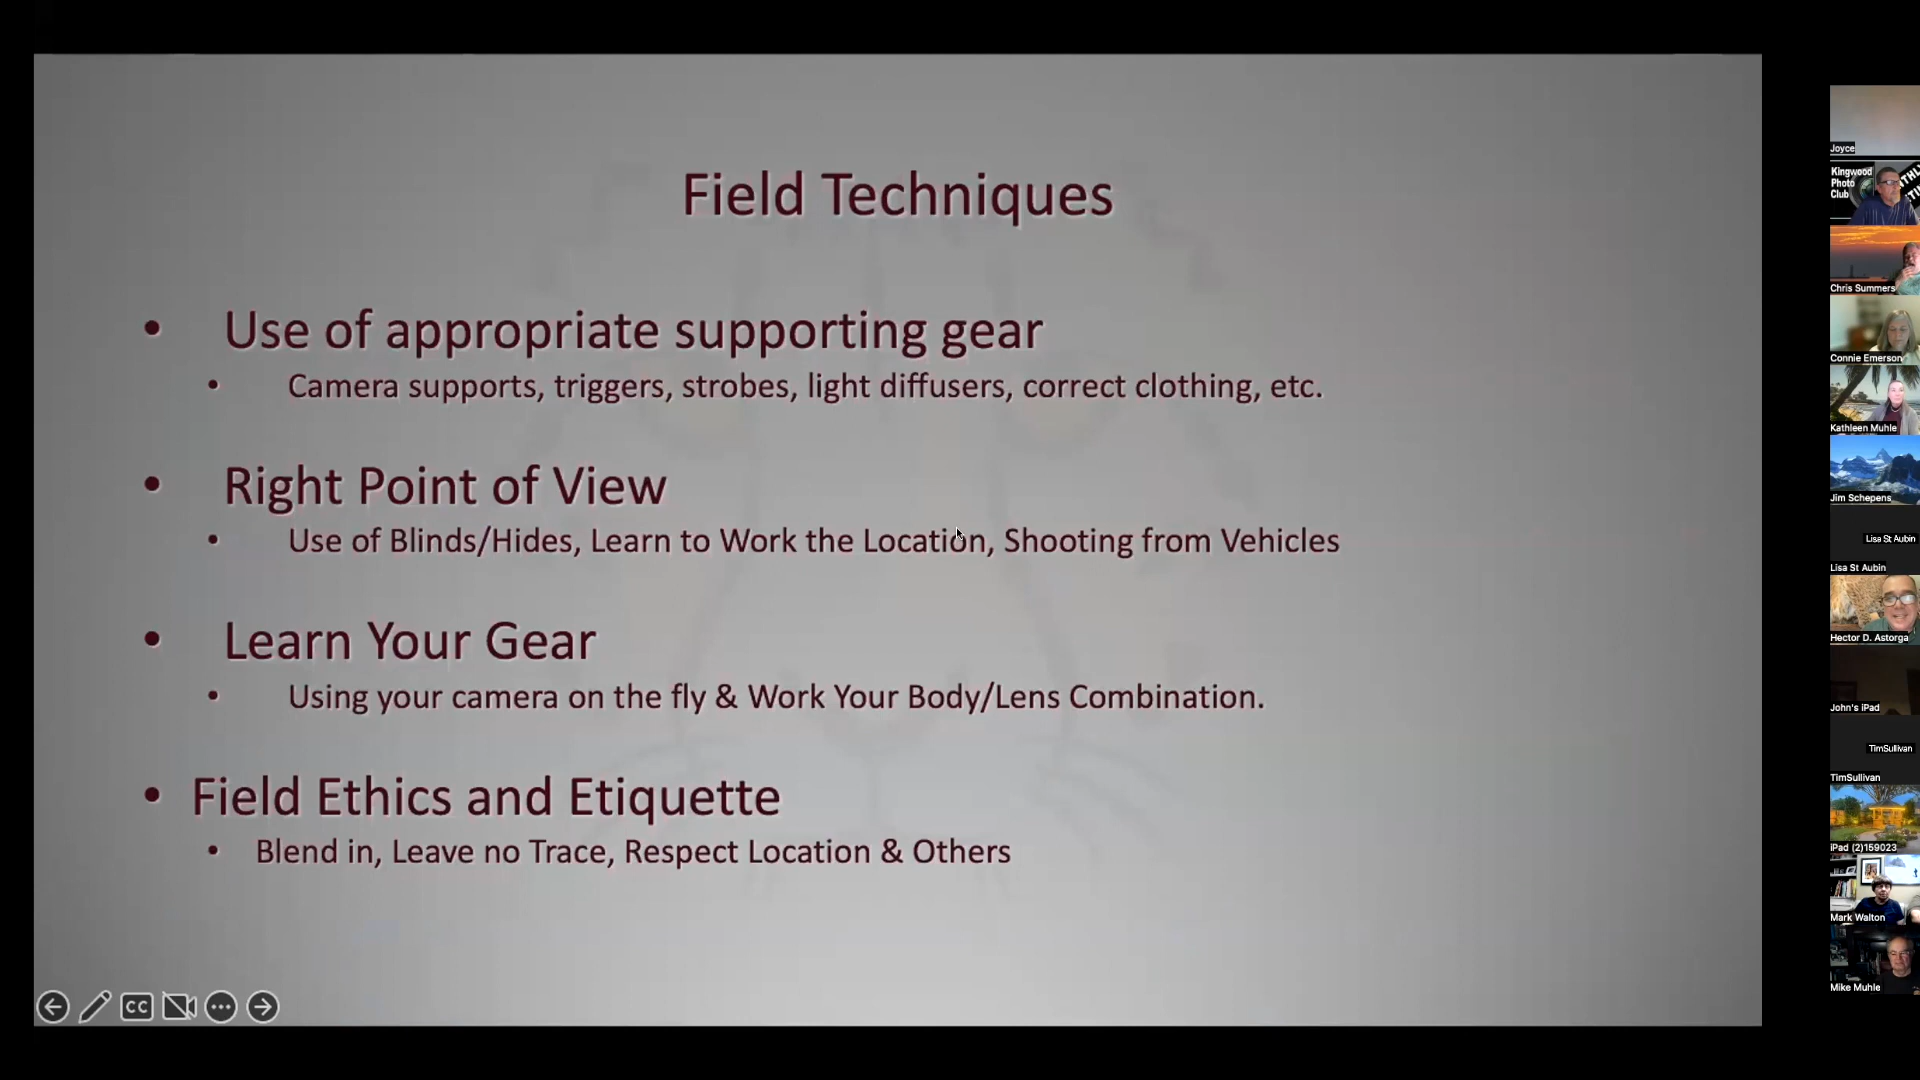 Field Techniques
• Use of appropriate supporting gear
• Camera supports, triggers, strobes, light diffusers, correct clothing, etc.
• Right Point of View
• Use of Blinds/Hides, Learn to Work the Location, Shooting from Vehicles
• Learn Your Gear
• Using your camera on the fly & Work Your Body/Lens Combination.
• Field Ethics and Etiquette
• Blend in, Leave no Trace, Respect Location & Others
CC
Joyce
Kingwood
Photo
Club
Chris Summers
Connie Emerson
Kathleen Muhle
Jim Schepens
Lisa St Aubin
Lisa St Aubin
Hector D. Astorga
John's iPad
TimSullivan
TimSullivan
iPad (2)159023
Mark Walton
Mike Muhle